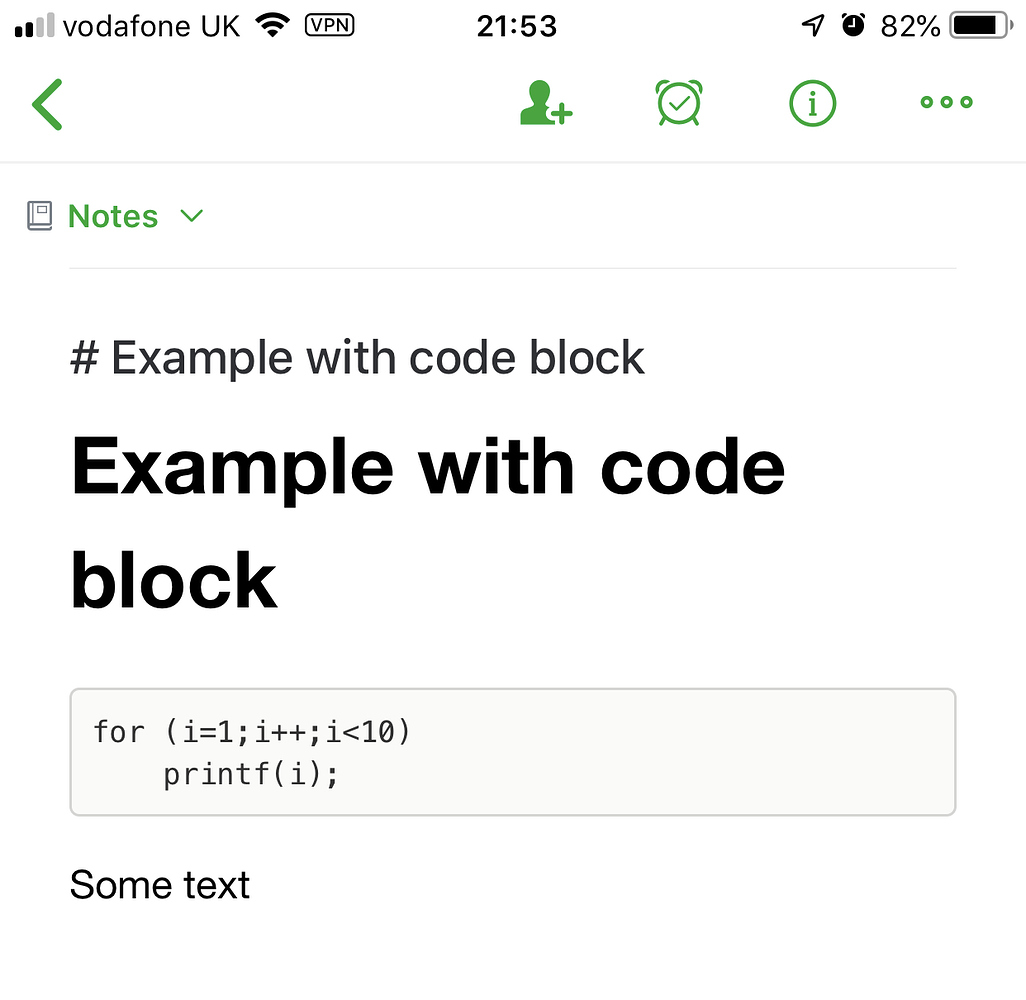 vodafone UK VPN 21:53 82%
Notes
# Example with code block
Example with code
block
for (i=1;i++;i<10)
    printf(i);
Some text